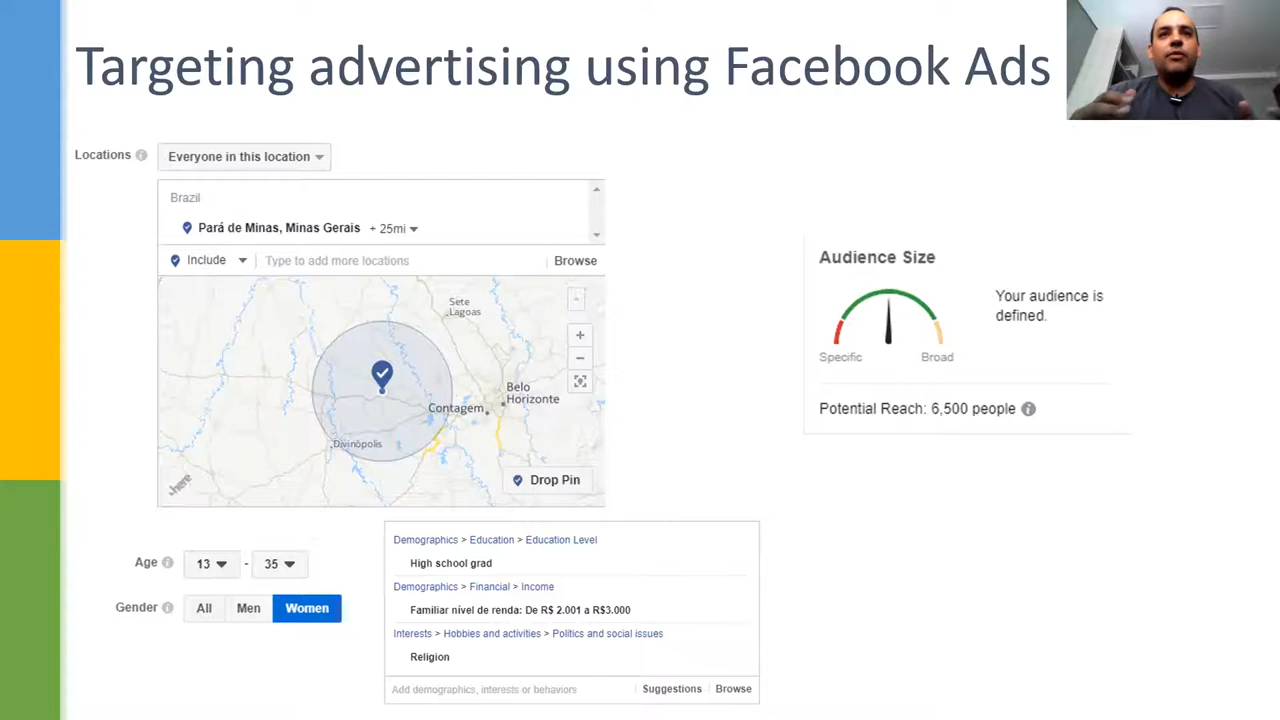 Targeting advertising using Facebook Ads
Locations
Everyone in this location
Brazil
Pará de Minas, Minas Gerais + 25mi
Include Type to add more locations Browse
Sete
Lagoas
Belo
Horizonte
Contagem
Divinópolis
here
Drop Pin
Audience Size
Your audience is
defined.
Specific Broad
Potential Reach: 6,500 people
Age 13 - 35
Gender All Men Women
Demographics > Education > Education Level
High school grad
Demographics > Financial > Income
Familiar nível de renda: De R$ 2.001 a R$3.000
Interests > Hobbies and activities > Politics and social issues
Religion
Add demographics, interests or behaviors Suggestions Browse